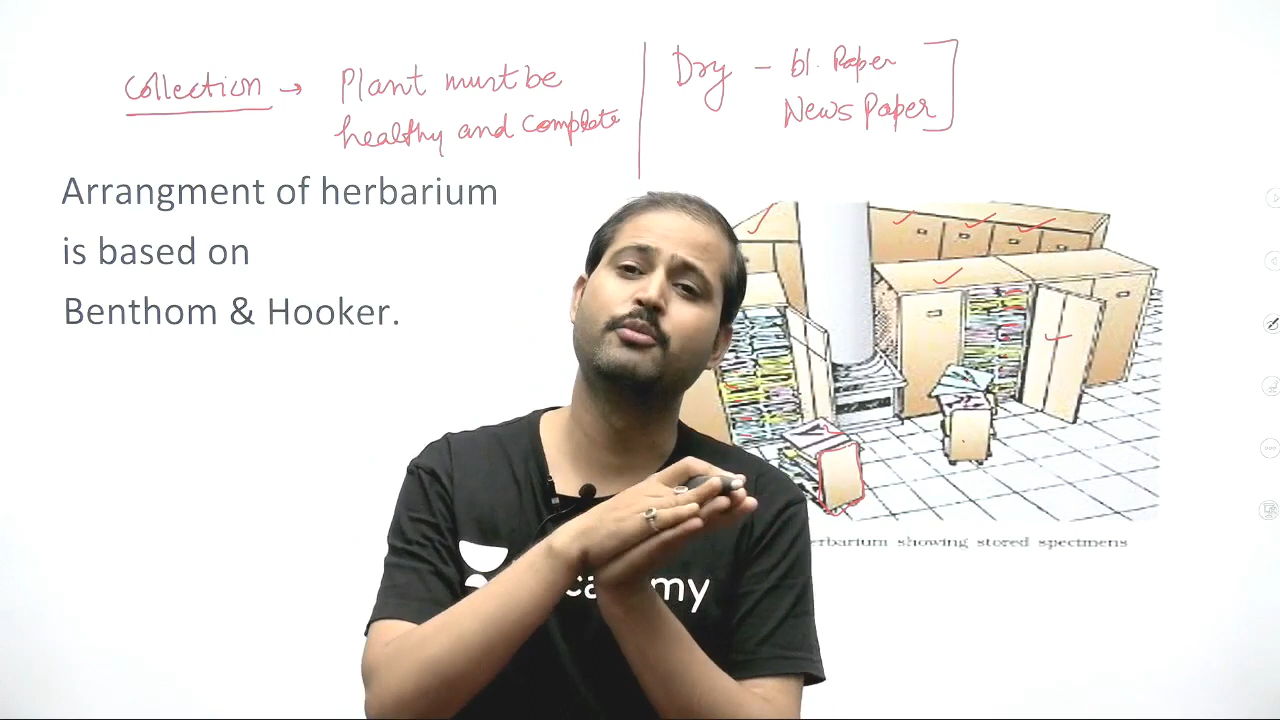 Collection → Plant must be
healthy and complete
Dry - bl. Paper
News Paper
Arrangment of herbarium
is based on
Benthom & Hooker.
erbarium showing stored specimens
my